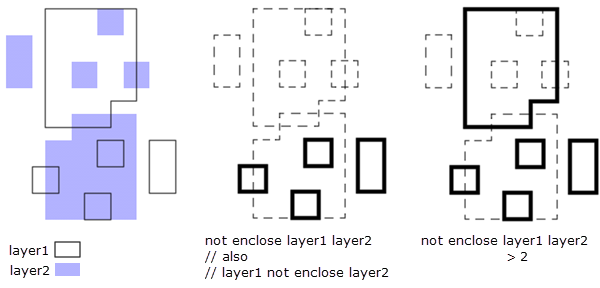 layer1
layer2
not enclose layer1 layer2
// also
// layer1 not enclose layer2
not enclose layer1 layer2
> 2